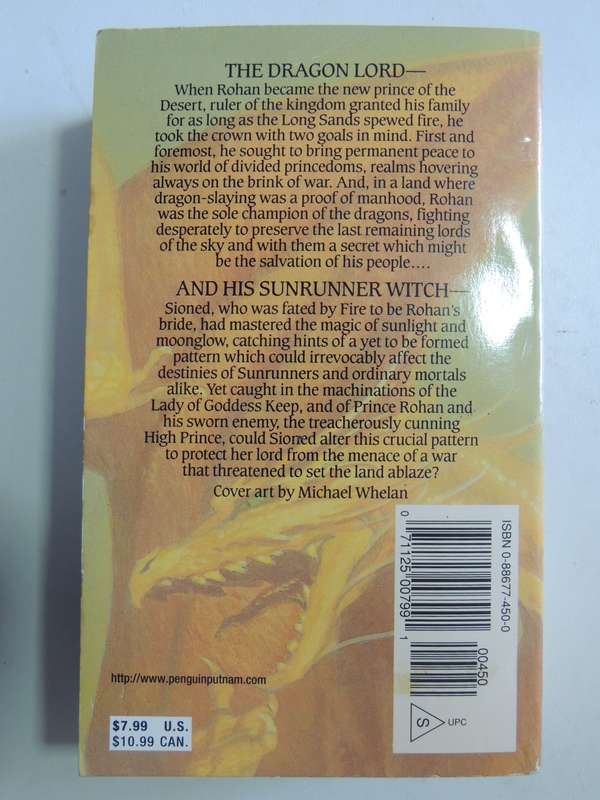 THE DRAGON LORD—
When Rohan became the new prince of the
Desert, ruler of the kingdom granted his family
for as long as the Long Sands spewed fire, he
took the crown with two goals in mind. First and
foremost, he sought to bring permanent peace to
his world of divided princedoms, realms hovering
always on the brink of war. And, in a land where
dragon-slaying was a proof of manhood, Rohan
was the sole champion of the dragons, fighting
desperately to preserve the last remaining lords
of the sky and with them a secret which might
be the salvation of his people....
AND HIS SUNRUNNER WITCH—
Sioned, who was fated by Fire to be Rohan's
bride, had mastered the magic of sunlight and
moonglow, catching hints of a yet to be formed
pattern which could irrevocably affect the
destinies of Sunrunners and ordinary mortals
alike. Yet caught in the machinations of the
Lady of Goddess Keep, and of Prince Rohan and
his sworn enemy, the treacherously cunning
High Prince, could Sioned alter this crucial pattern
to protect her lord from the menace of a war
that threatened to set the land ablaze?
Cover art by Michael Whelan
ISBN 0-88677-450-0
0 71125 00799 1
00450
S UPC
http://www.penguinputnam.com
$7.99 U.S.
$10.99 CAN.